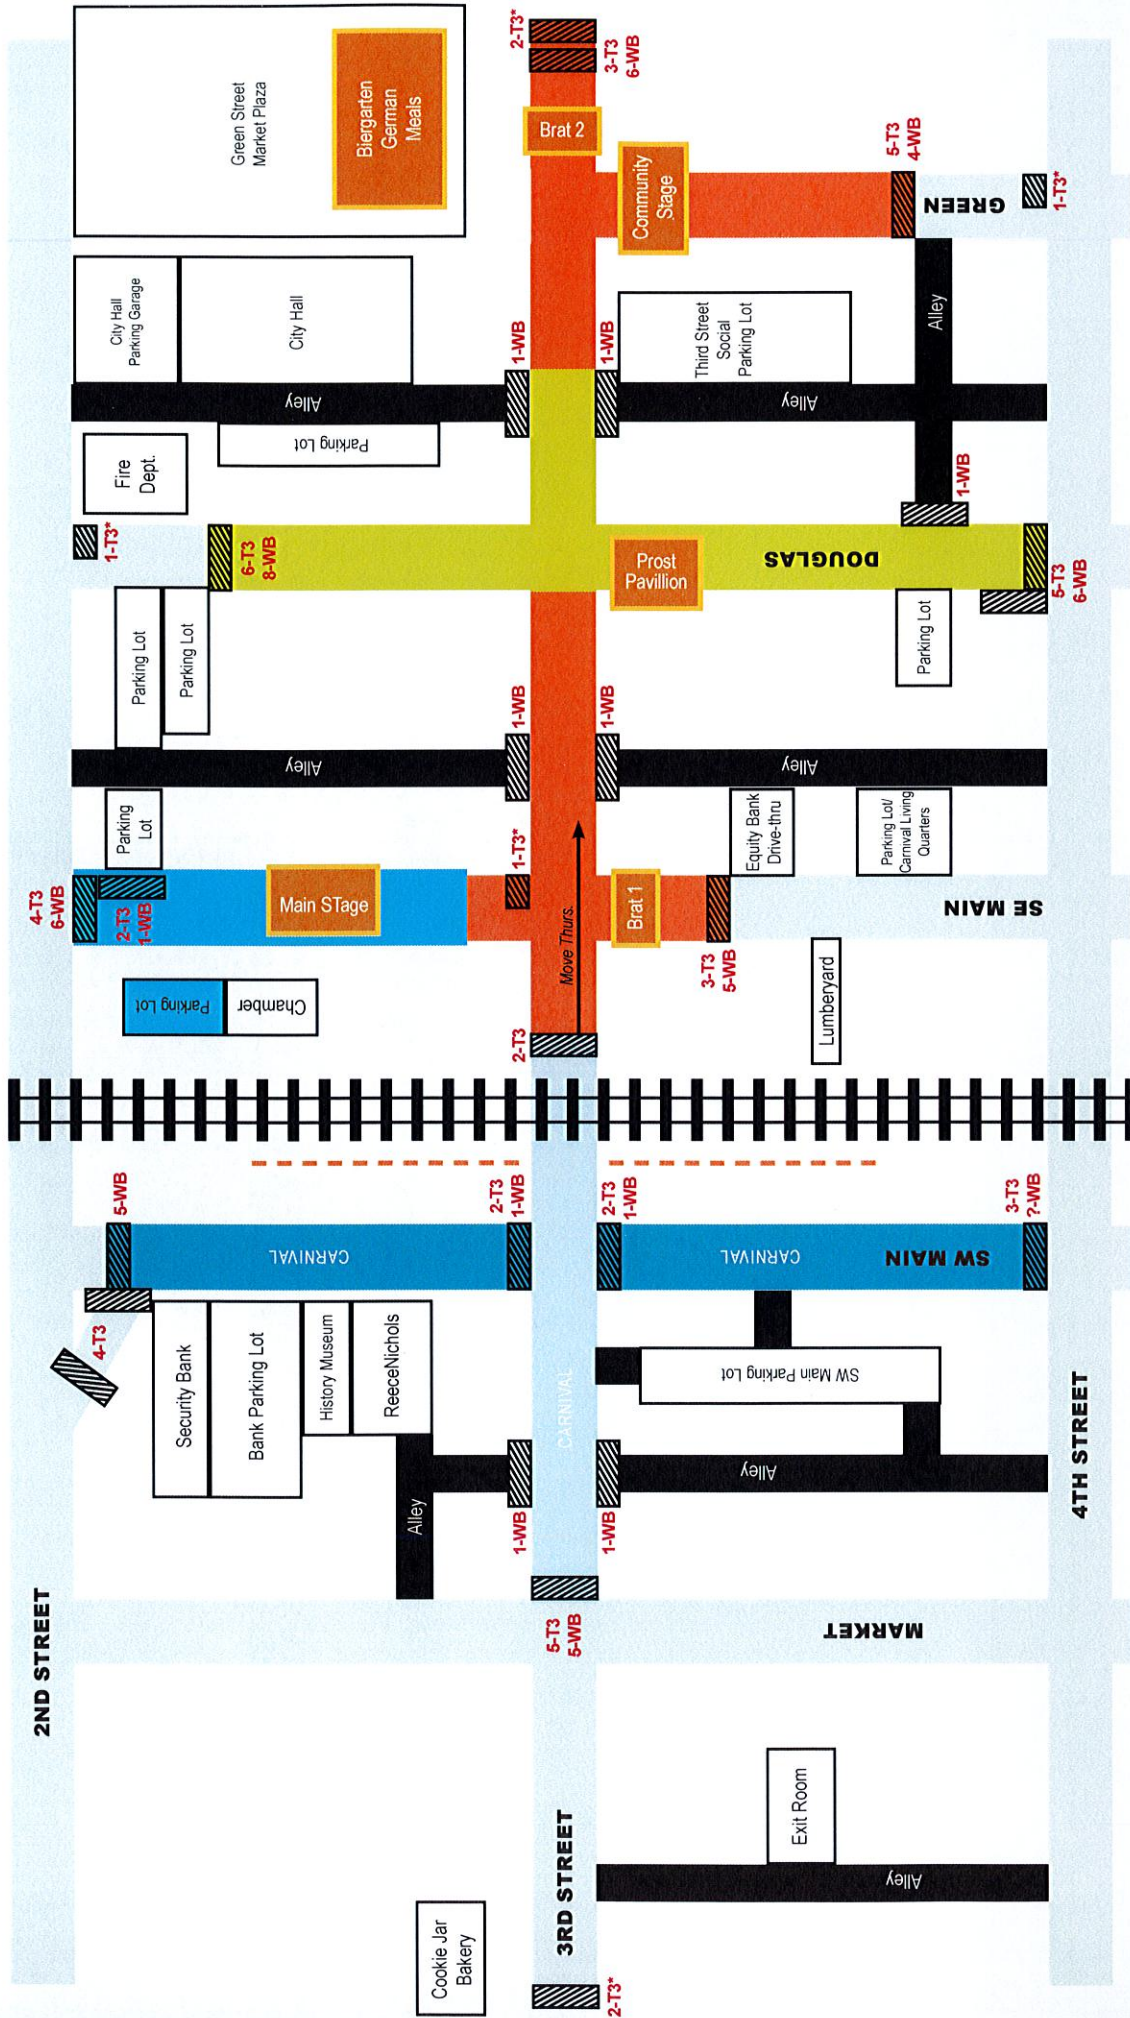 2ND STREET
4-T3
5-WB
Security Bank
Bank Parking Lot
History Museum
ReeceNichols
Alley
CARNIVAL
4-T3
6-WB
2-T3
1-WB
Parking Lot
Chamber
Main STage
Parking
Lot
Alley
Parking Lot
Parking Lot
1-T3*
6-T3
8-WB
Fire
Dept.
Parking Lot
Alley
City Hall
Parking Garage
City Hall
Green Street
Market Plaza
Biergarten
German
Meals
Cookie Jar
Bakery
1-WB
2-T3
1-WB
2-T3
1-T3*
1-WB
1-WB
2-T3*
3RD STREET
2-T3*
5-T3
5-WB
CARNIVAL
Move Thurs.
Brat 2
3-T3
6-WB
1-WB
2-T3
1-WB
1-WB
1-WB
Alley
Exit Room
MARKET
Alley
SW Main Parking Lot
CARNIVAL
SW MAIN
3-T3
?-WB
Lumberyard
Brat 1
3-T3
5-WB
SE MAIN
Equity Bank
Drive-thru
Parking Lot/
Carnival Living
Quarters
Alley
Prost
Pavillion
DOUGLAS
Parking Lot
5-T3
6-WB
1-WB
Alley
Third Street
Social
Parking Lot
Alley
Community
Stage
5-T3
4-WB
GREEN
1-T3*
4TH STREET